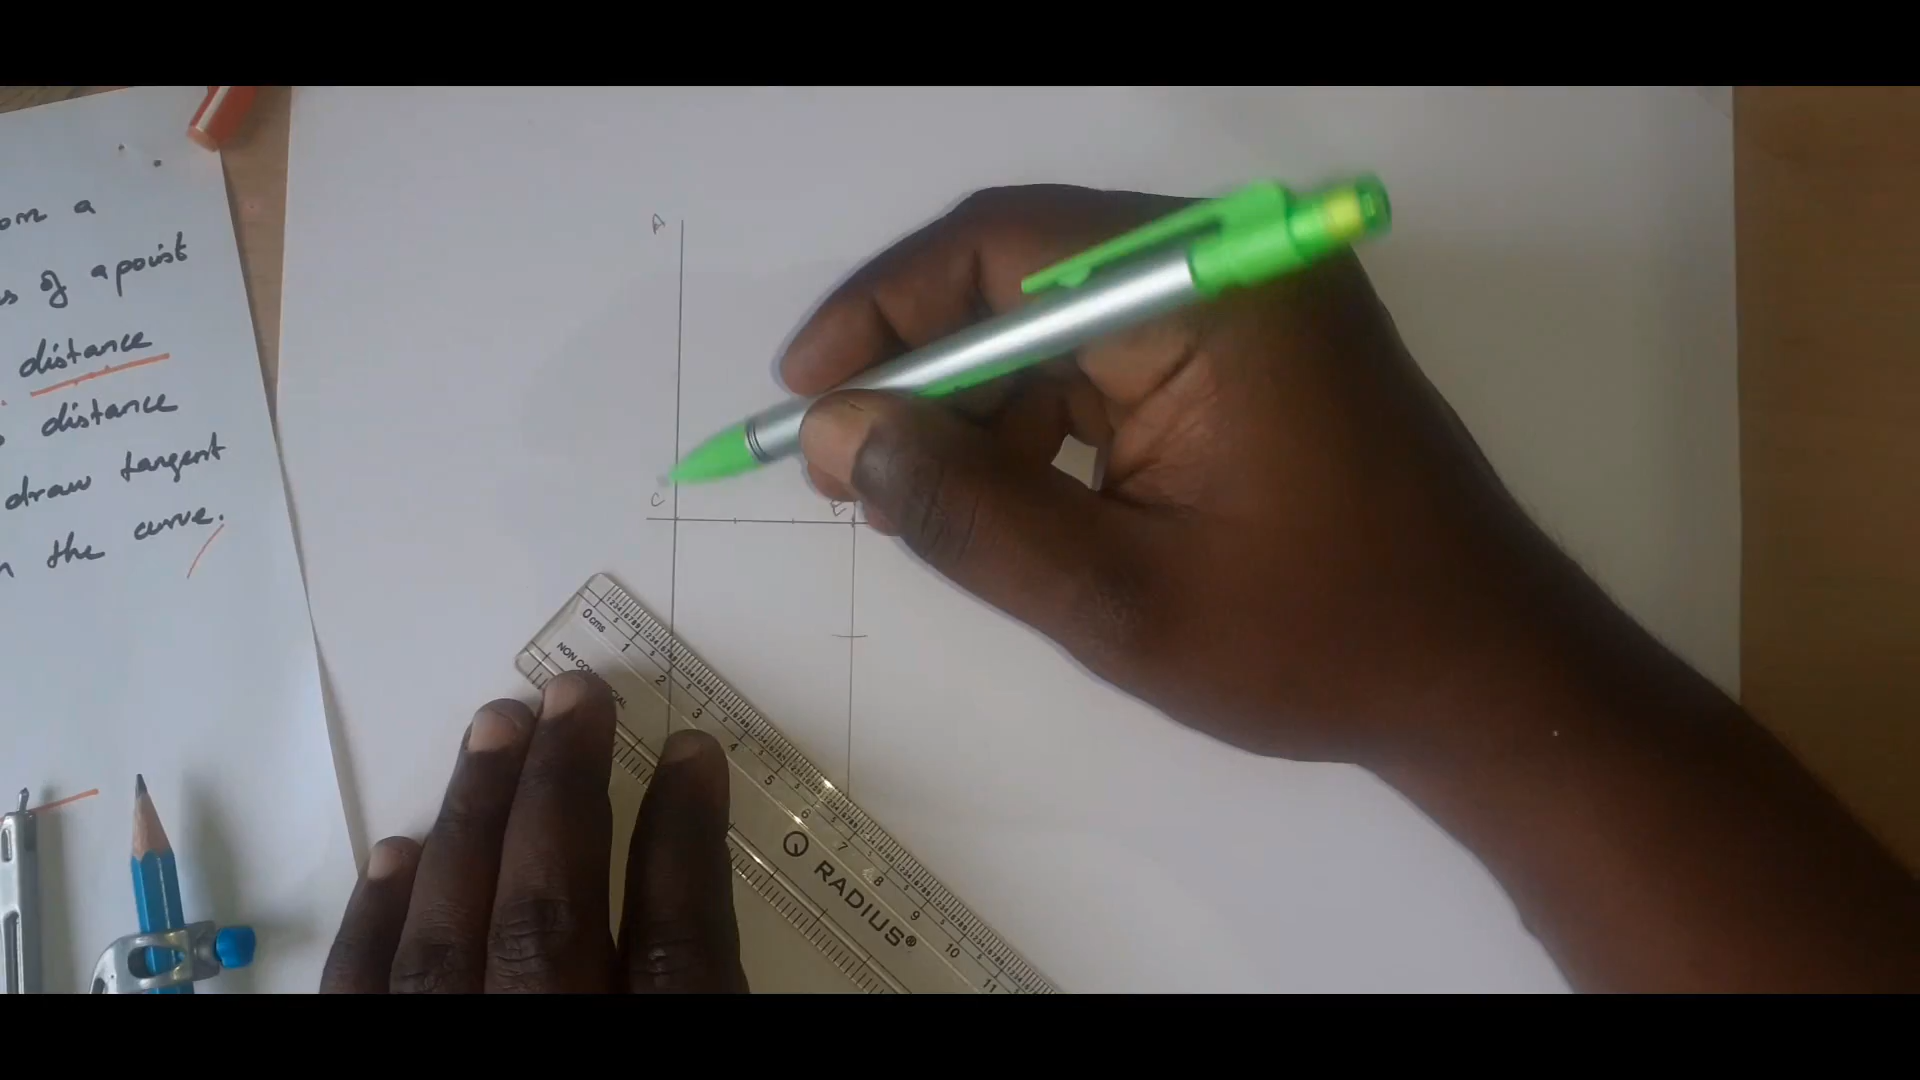 om a
s of a point
distance
distance
draw tangent
n the curve.
A
C
E
0 cms 1 2 3 4 5 6 7 8 9 10 11
NON COMMERCIAL
RADIUS®